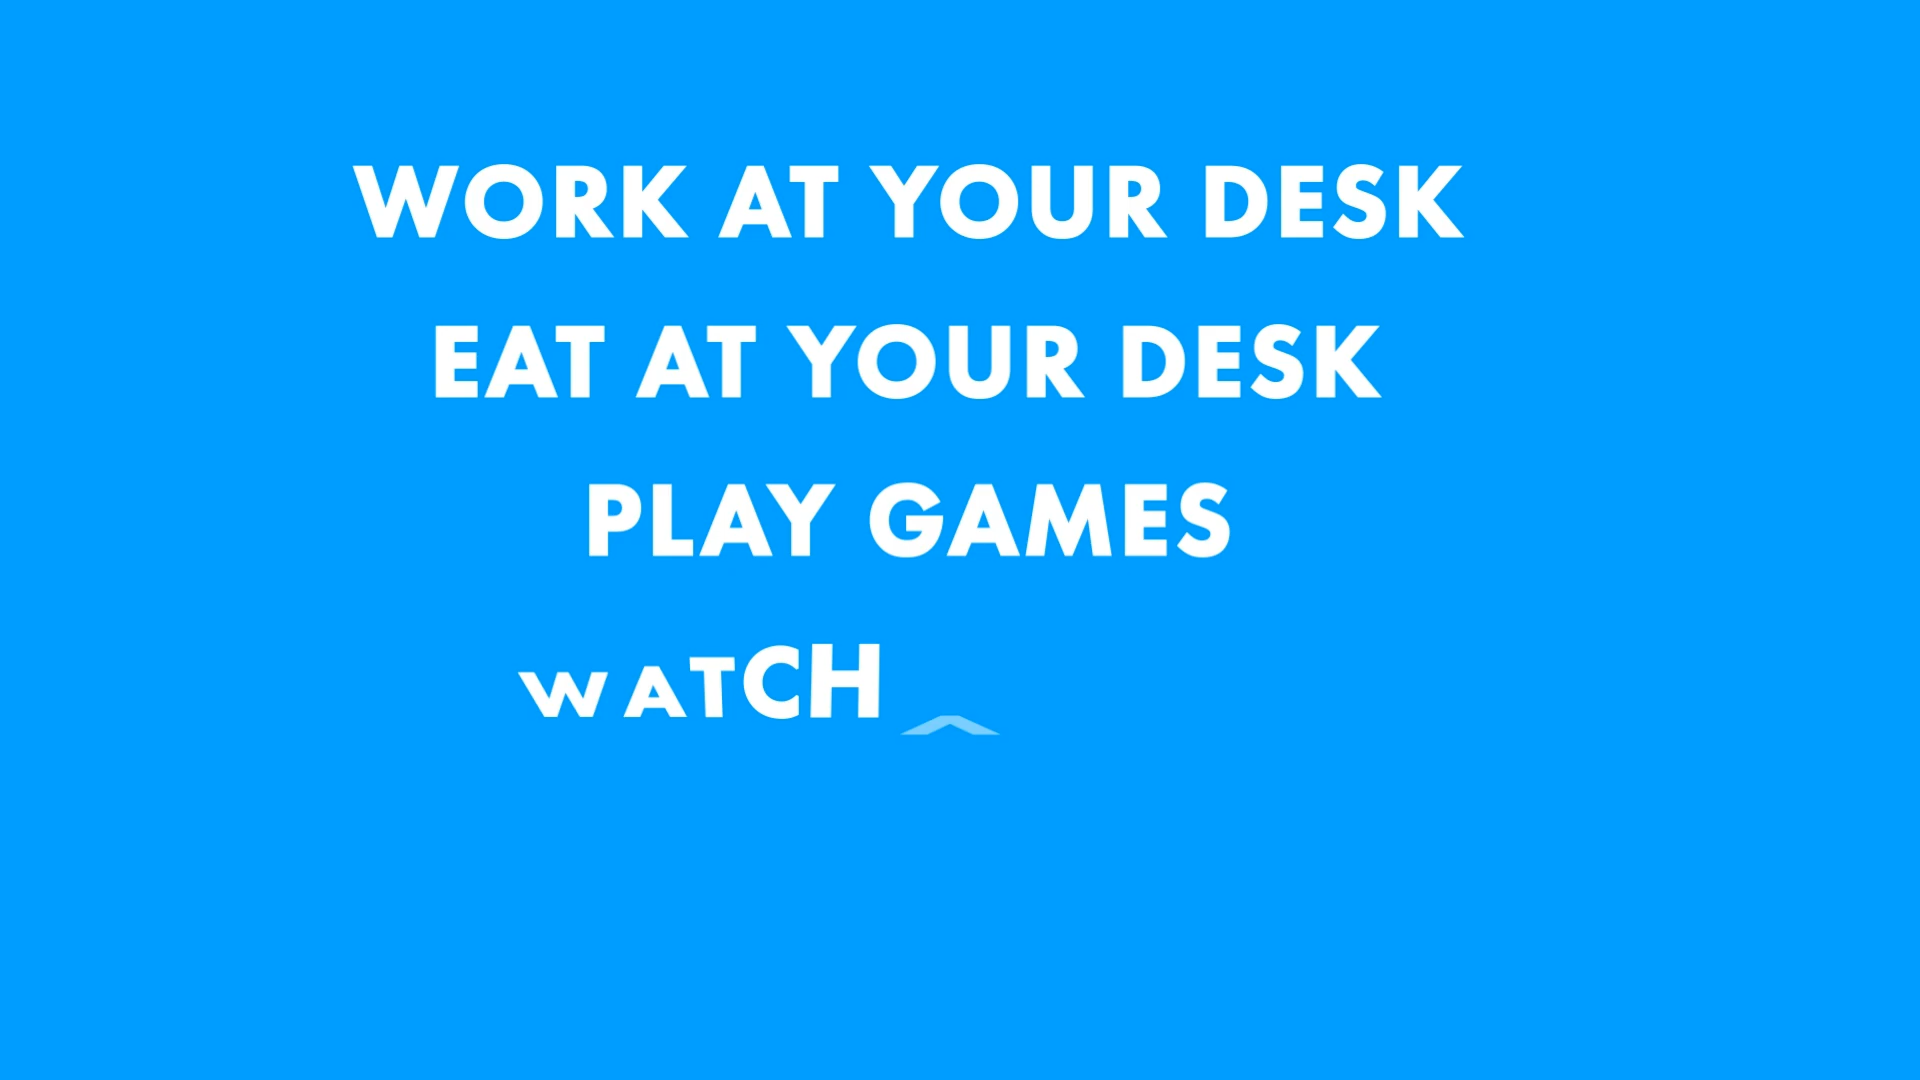 WORK AT YOUR DESK
EAT AT YOUR DESK
PLAY GAMES
WATCH